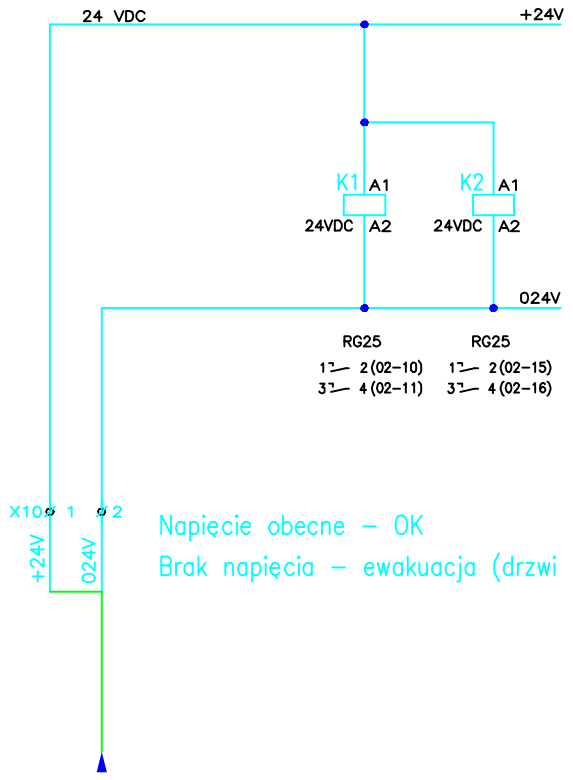 24 VDC
+24V
K1 A1
24VDC A2
K2 A1
24VDC A2
024V
RG25
1 2(02-10)
3 4(02-11)
RG25
1 2(02-15)
3 4(02-16)
X10 1 2
+24V
024V
Napięcie obecne – OK
Brak napięcia – ewakuacja (drzwi